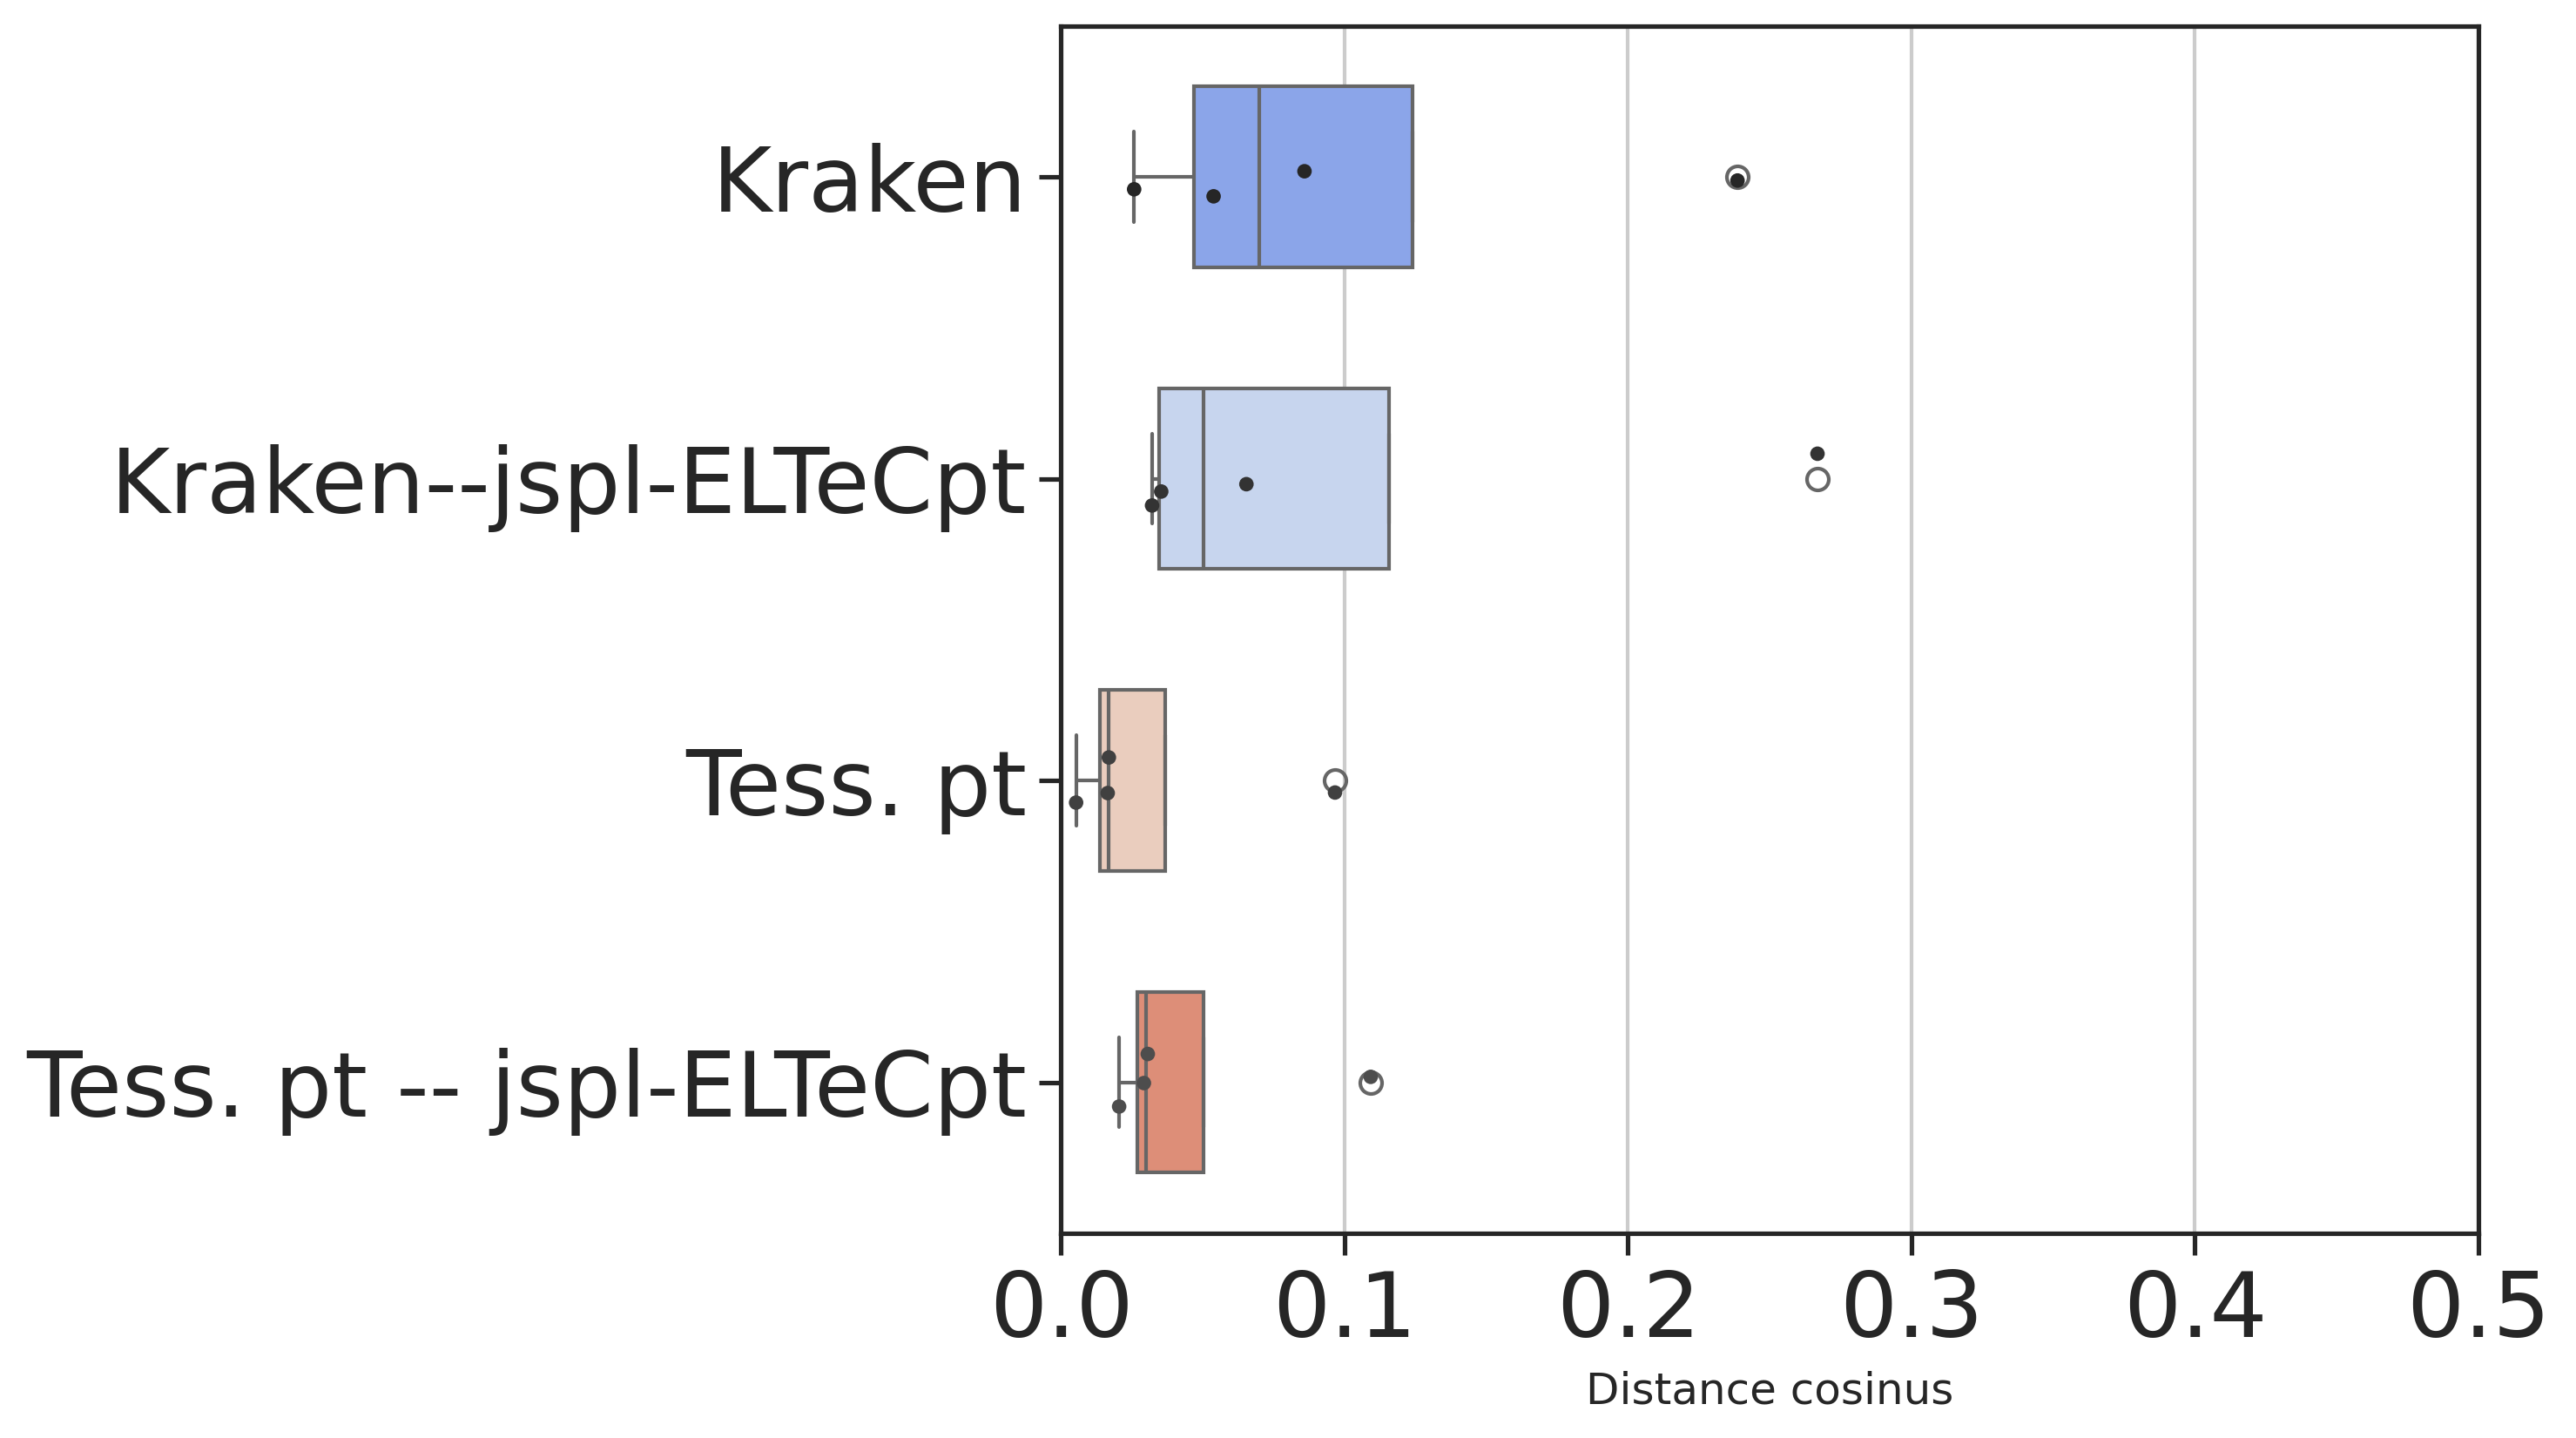 Kraken
Kraken--jspl-ELTeCpt
Tess. pt
Tess. pt -- jspl-ELTeCpt
0.0 0.1 0.2 0.3 0.4 0.5
Distance cosinus